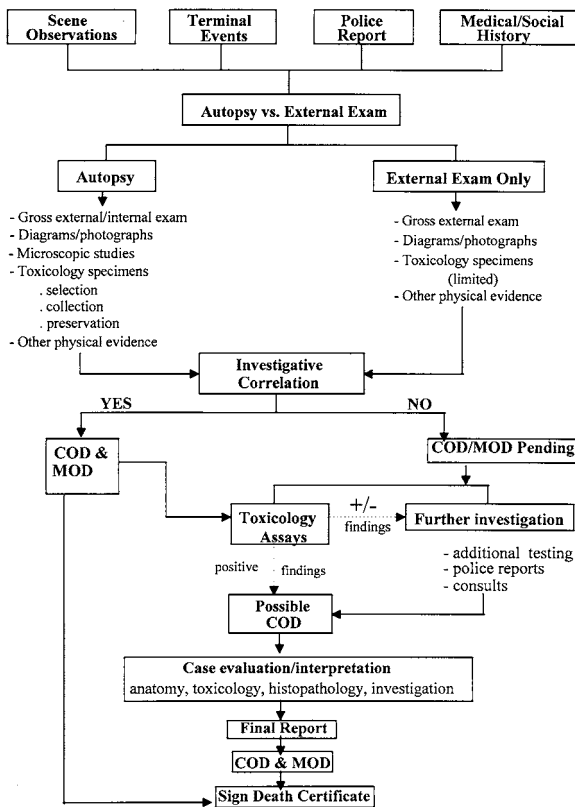 Scene
Observations
Terminal
Events
Police
Report
Medical/Social
History
Autopsy vs. External Exam
Autopsy
- Gross external/internal exam
- Diagrams/photographs
- Microscopic studies
- Toxicology specimens
. selection
. collection
. preservation
- Other physical evidence
External Exam Only
- Gross external exam
- Diagrams/photographs
- Toxicology specimens
(limited)
- Other physical evidence
Investigative
Correlation
YES
NO
COD &
MOD
COD/MOD Pending
Toxicology
Assays
+/-
findings
Further investigation
- additional testing
- police reports
- consults
positive findings
Possible
COD
Case evaluation/interpretation
anatomy, toxicology, histopathology, investigation
Final Report
COD & MOD
Sign Death Certificate